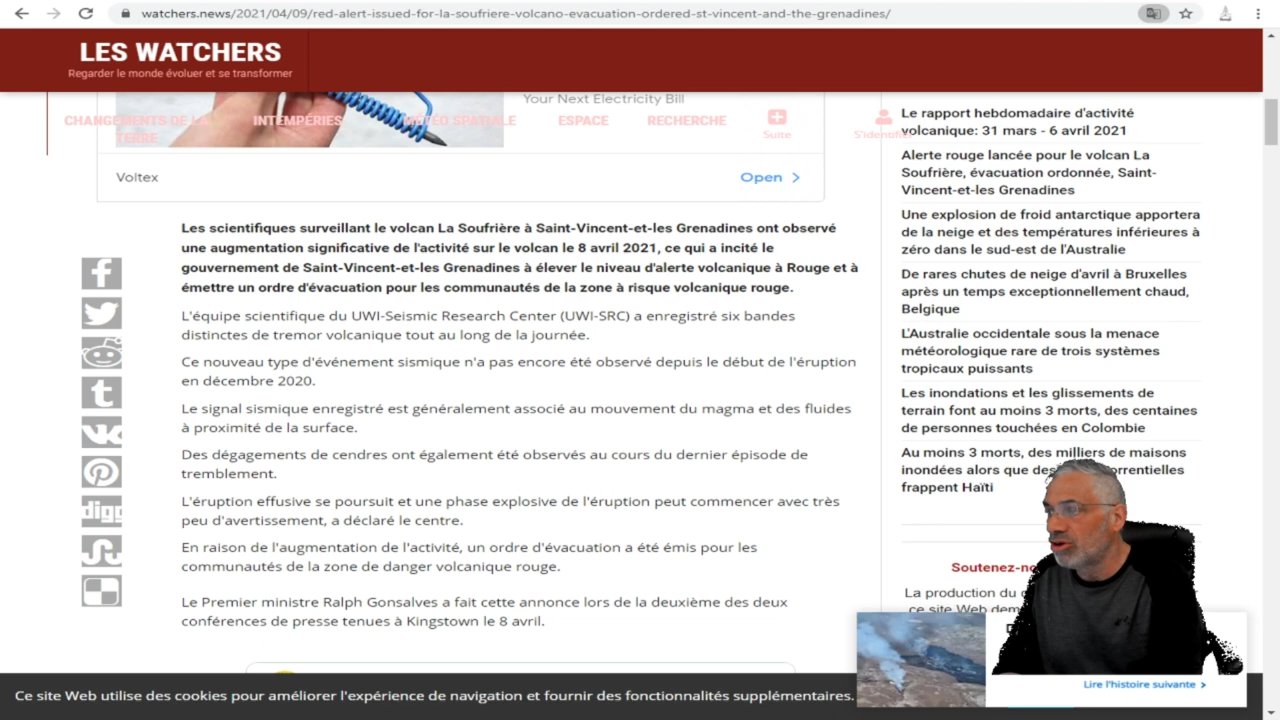 watchers.news/2021/04/09/red-alert-issued-for-la-soufriere-volcano-evacuation-ordered-st-vincent-and-the-grenadines/
LES WATCHERS
Regarder le monde évoluer et se transformer
CHANGEMENTS DE LA
TERRE
INTEMPÉRIES
MÉTÉO SPATIALE
ESPACE
RECHERCHE
Suite
S'identifier
Your Next Electricity Bill
Voltex
Open
Les scientifiques surveillant le volcan La Soufrière à Saint-Vincent-et-les Grenadines ont observé
une augmentation significative de l'activité sur le volcan le 8 avril 2021, ce qui a incité le
gouvernement de Saint-Vincent-et-les Grenadines à élever le niveau d'alerte volcanique à Rouge et à
émettre un ordre d'évacuation pour les communautés de la zone à risque volcanique rouge.
L'équipe scientifique du UWI-Seismic Research Center (UWI-SRC) a enregistré six bandes
distinctes de tremor volcanique tout au long de la journée.
Ce nouveau type d'événement sismique n'a pas encore été observé depuis le début de l'éruption
en décembre 2020.
Le signal sismique enregistré est généralement associé au mouvement du magma et des fluides
à proximité de la surface.
Des dégagements de cendres ont également été observés au cours du dernier épisode de
tremblement.
L'éruption effusive se poursuit et une phase explosive de l'éruption peut commencer avec très
peu d'avertissement, a déclaré le centre.
En raison de l'augmentation de l'activité, un ordre d'évacuation a été émis pour les
communautés de la zone de danger volcanique rouge.
Le Premier ministre Ralph Gonsalves a fait cette annonce lors de la deuxième des deux
conférences de presse tenues à Kingstown le 8 avril.
digg
Le rapport hebdomadaire d'activité
volcanique: 31 mars - 6 avril 2021
Alerte rouge lancée pour le volcan La
Soufrière, évacuation ordonnée, Saint-
Vincent-et-les Grenadines
Une explosion de froid antarctique apportera
de la neige et des températures inférieures à
zéro dans le sud-est de l'Australie
De rares chutes de neige d'avril à Bruxelles
après un temps exceptionnellement chaud,
Belgique
L'Australie occidentale sous la menace
météorologique rare de trois systèmes
tropicaux puissants
Les inondations et les glissements de
terrain font au moins 3 morts, des centaines
de personnes touchées en Colombie
Au moins 3 morts, des milliers de maisons
inondées alors que des
frappent Haïti
La production du
ce site Web
Lire l'histoire suivante
Ce site Web utilise des cookies pour améliorer l'expérience de navigation et fournir des fonctionnalités supplémentaires.